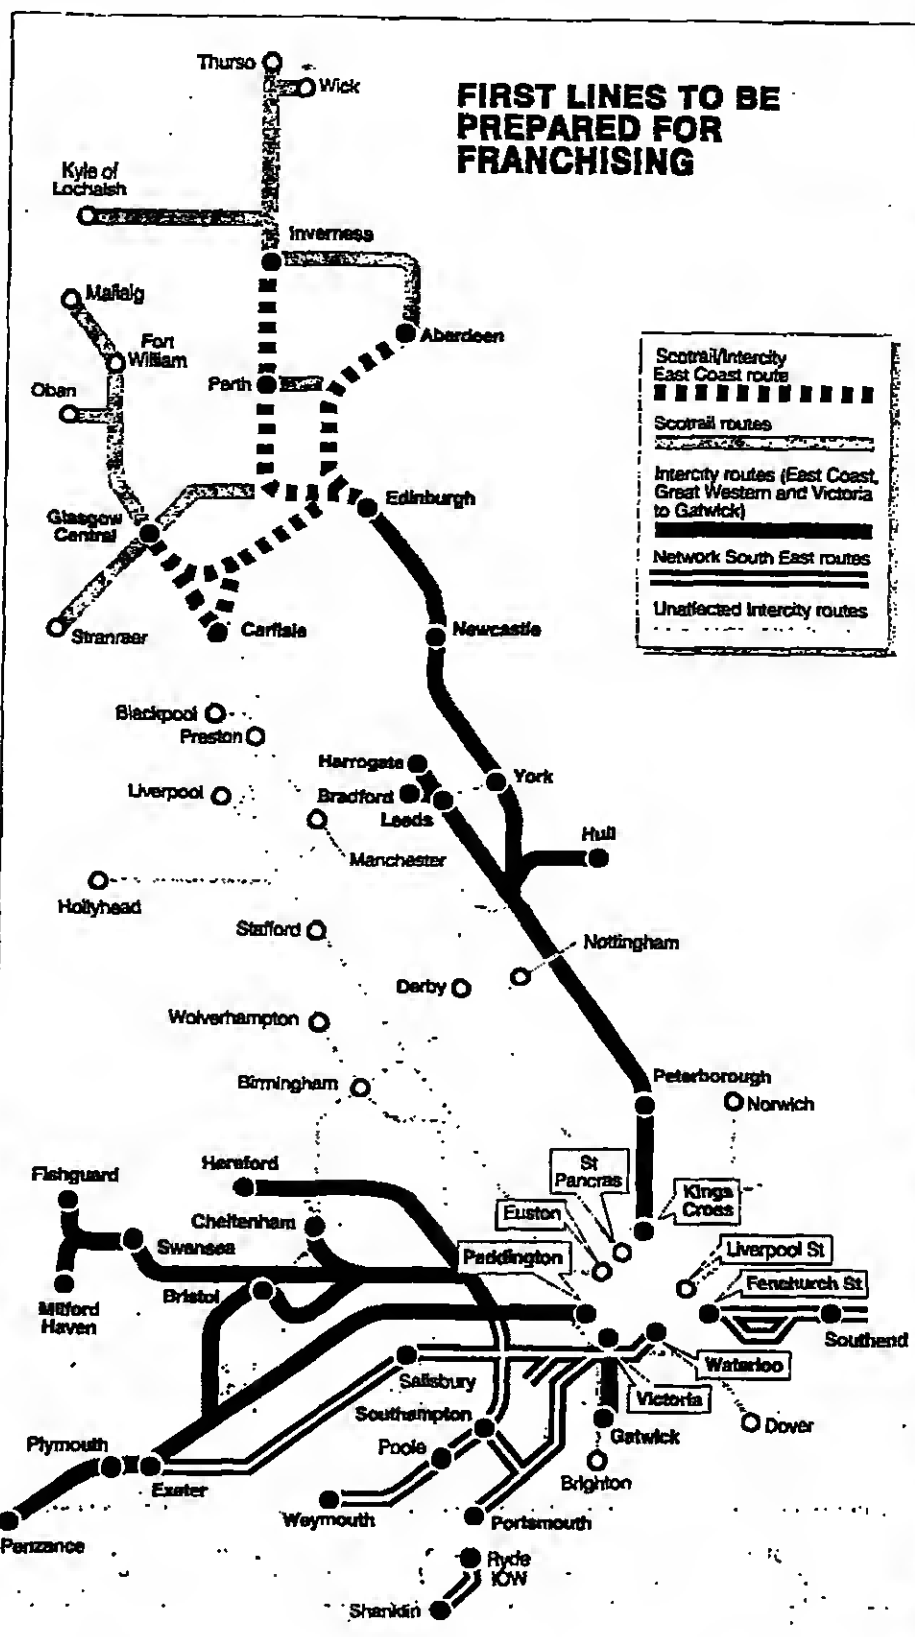 FIRST LINES TO BE
PREPARED FOR
FRANCHISING
Thurso
Wick
Kyle of
Lochalsh
Inverness
Mallaig
Fort
William
Aberdeen
Oban
Perth
Glasgow
Central
Edinburgh
Stranraer
Carlisle
Newcastle
Scotrail/Intercity
East Coast route
Scotrail routes
Intercity routes (East Coast,
Great Western and Victoria
to Gatwick)
Network South East routes
Unaffected Intercity routes
Blackpool
Preston
Harrogate
York
Liverpool
Bradford
Leeds
Hull
Manchester
Hollyhead
Stafford
Nottingham
Derby
Wolverhampton
Birmingham
Peterborough
Norwich
Fishguard
Hereford
St
Pancras
Kings
Cross
Euston
Cheltenham
Swansea
Paddington
Liverpool St
Fenchurch St
Milford
Haven
Bristol
Southend
Salisbury
Waterloo
Victoria
Southampton
Gatwick
Dover
Plymouth
Poole
Exeter
Brighton
Weymouth
Portsmouth
Penzance
Ryde
IOW
Shanklin